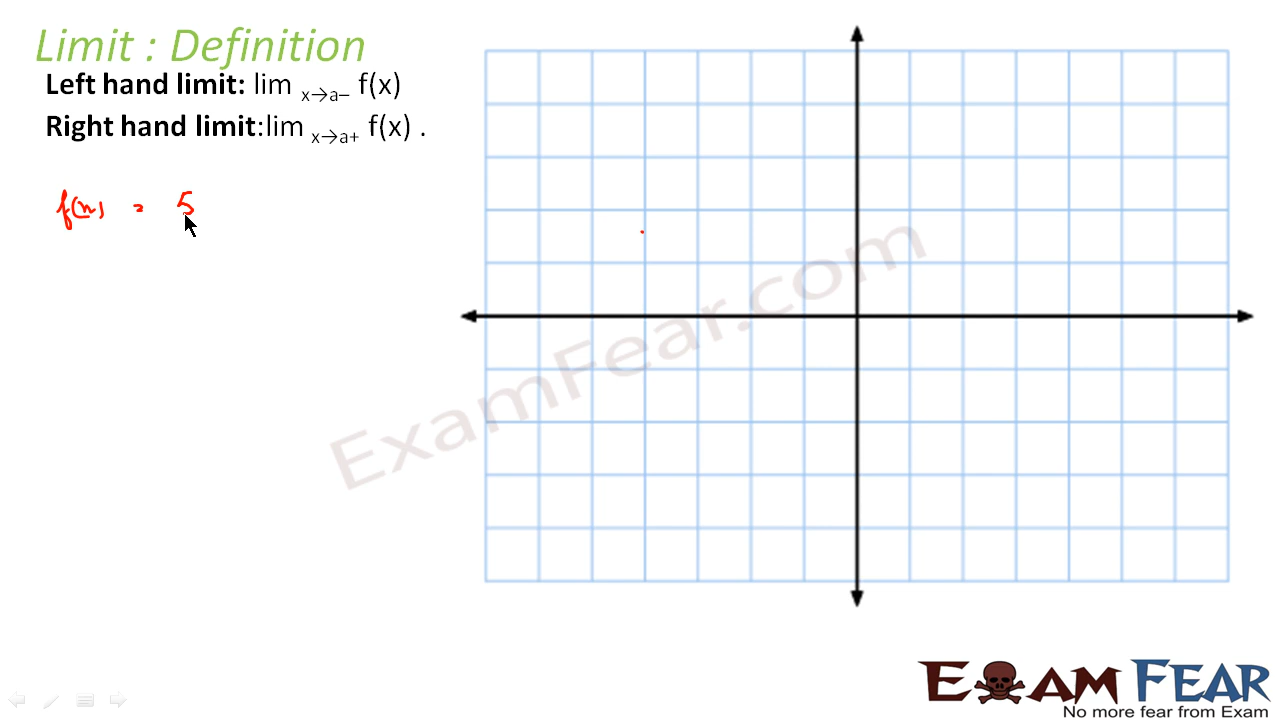 Limit : Definition
Left hand limit: lim x→a– f(x)
Right hand limit:lim x→a+ f(x) .
f(x) = 5
ExamFear.com
EXAM FEAR
No more fear from Exam